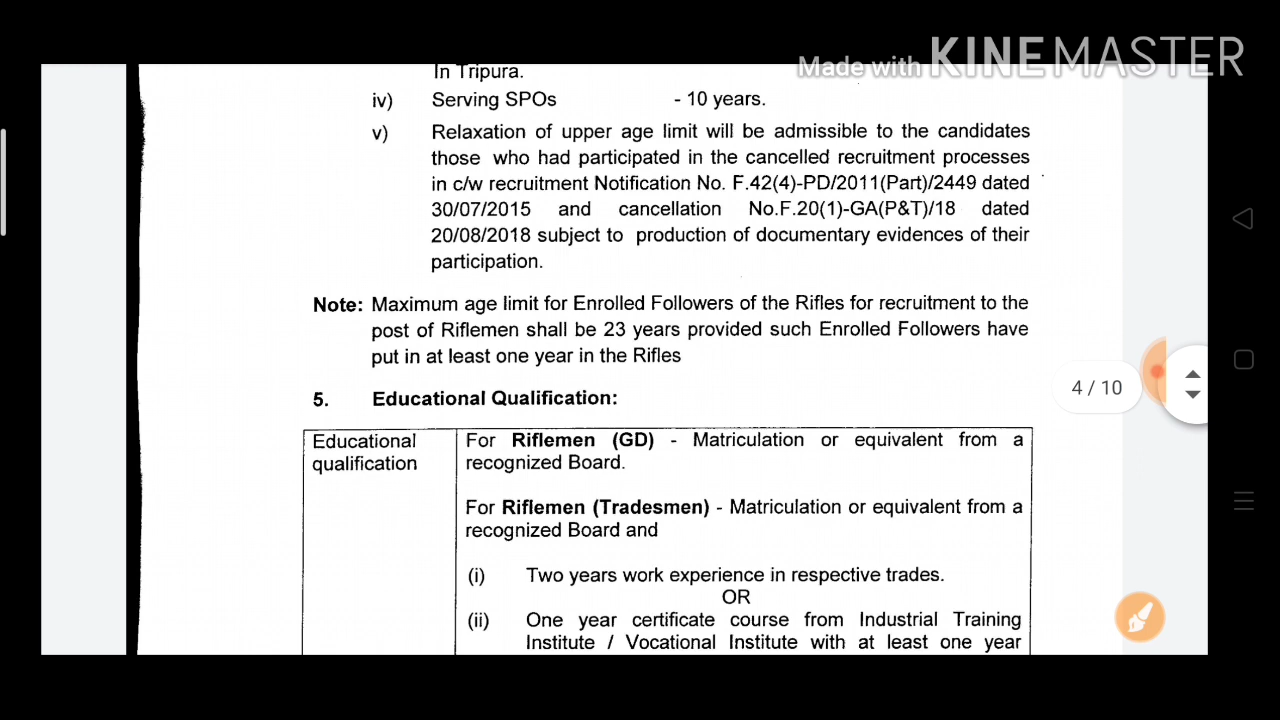 Made with KINEMASTER
In Tripura.
iv) Serving SPOs - 10 years.
v) Relaxation of upper age limit will be admissible to the candidates
those who had participated in the cancelled recruitment processes
in c/w recruitment Notification No. F.42(4)-PD/2011(Part)/2449 dated
30/07/2015 and cancellation No.F.20(1)-GA(P&T)/18 dated
20/08/2018 subject to production of documentary evidences of their
participation.
Note: Maximum age limit for Enrolled Followers of the Rifles for recruitment to the
post of Riflemen shall be 23 years provided such Enrolled Followers have
put in at least one year in the Rifles
4 / 10
5. Educational Qualification:
Educational
qualification
For Riflemen (GD) - Matriculation or equivalent from a
recognized Board.
For Riflemen (Tradesmen) - Matriculation or equivalent from a
recognized Board and
(i) Two years work experience in respective trades.
OR
(ii) One year certificate course from Industrial Training
Institute / Vocational Institute with at least one year